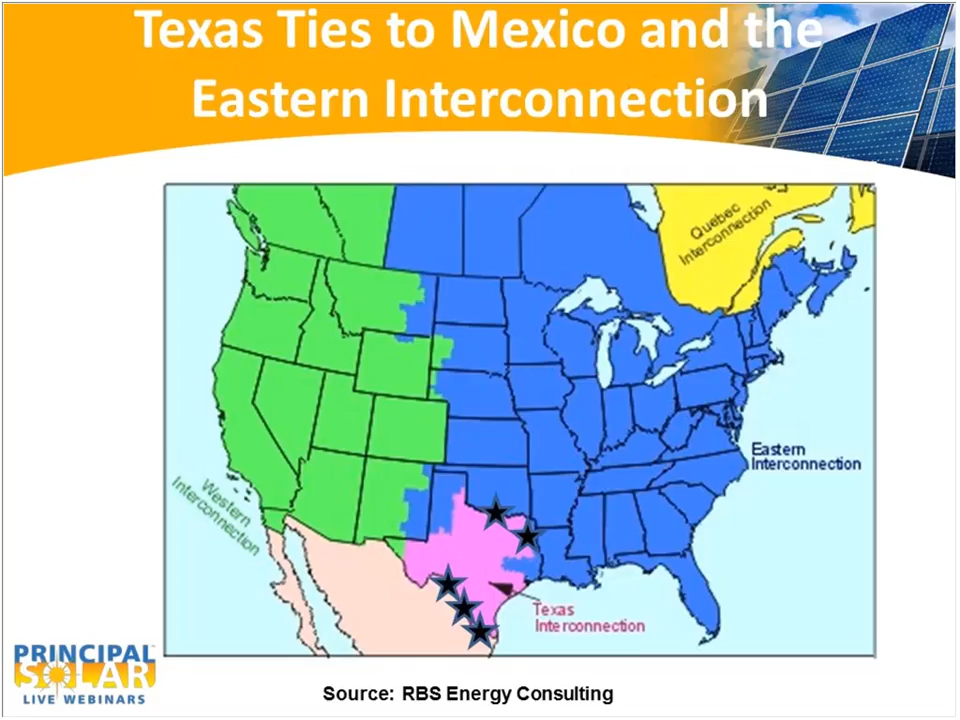 Texas Ties to Mexico and the
Eastern Interconnection
Quebec
Interconnection
Eastern
Interconnection
Western
Interconnection
Texas
Interconnection
PRINCIPAL
SOLAR
LIVE WEBINARS
Source: RBS Energy Consulting